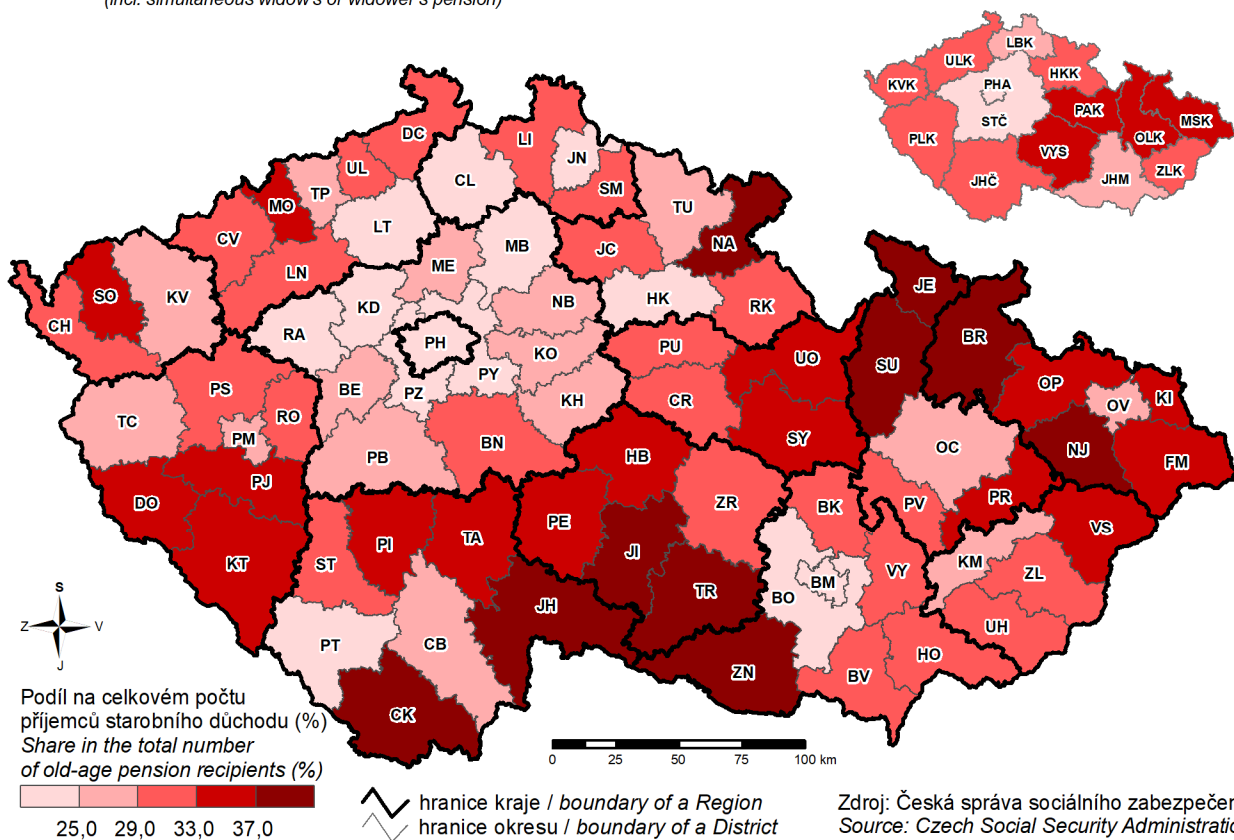 (incl. simultaneous widow's or widower's pension)
LBK
ULK
HKK
KVK
PHA
PAK
STČ
MSK
OLK
PLK
VYS
ZLK
JHČ
JHM
DC
LI
JN
UL
CL
TP
SM
MO
TU
LT
CV
MB
NA
JC
ME
LN
SO
KV
JE
NB
HK
KD
RK
CH
RA
BR
PH
PU
KO
UO
SU
PY
OP
PS
BE
KI
PZ
CR
KH
OV
RO
TC
PM
SY
BN
OC
NJ
HB
PB
FM
PJ
PR
DO
ZR
PV
BK
PE
VS
TA
PI
JI
KT
ST
KM
VY
ZL
BM
TR
BO
JH
UH
PT
CB
HO
ZN
BV
CK
S
Z V
J
Podíl na celkovém počtu
příjemců starobního důchodu (%)
Share in the total number
of old-age pension recipients (%)
25,0 29,0 33,0 37,0
0 25 50 75 100 km
hranice kraje / boundary of a Region
hranice okresu / boundary of a District
Zdroj: Česká správa sociálního
Source: Czech Social Security